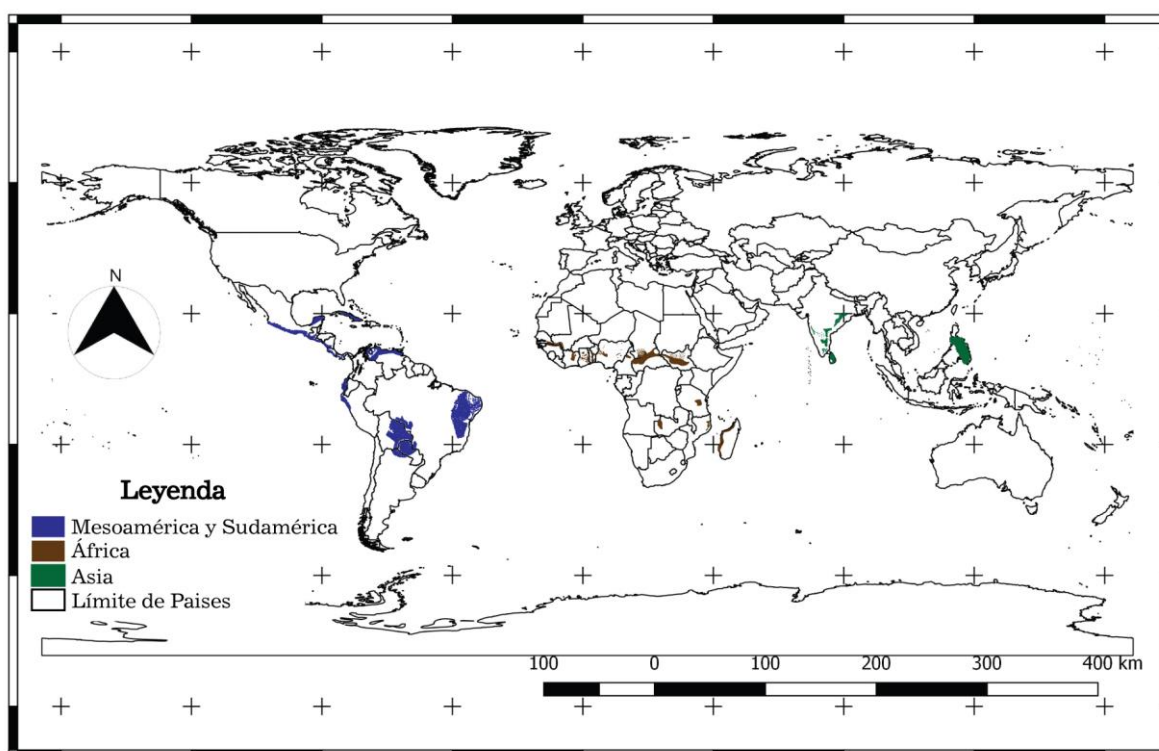 N
Leyenda
Mesoamérica y Sudamérica
África
Asia
Límite de Paises
100 0 100 200 300 400 km